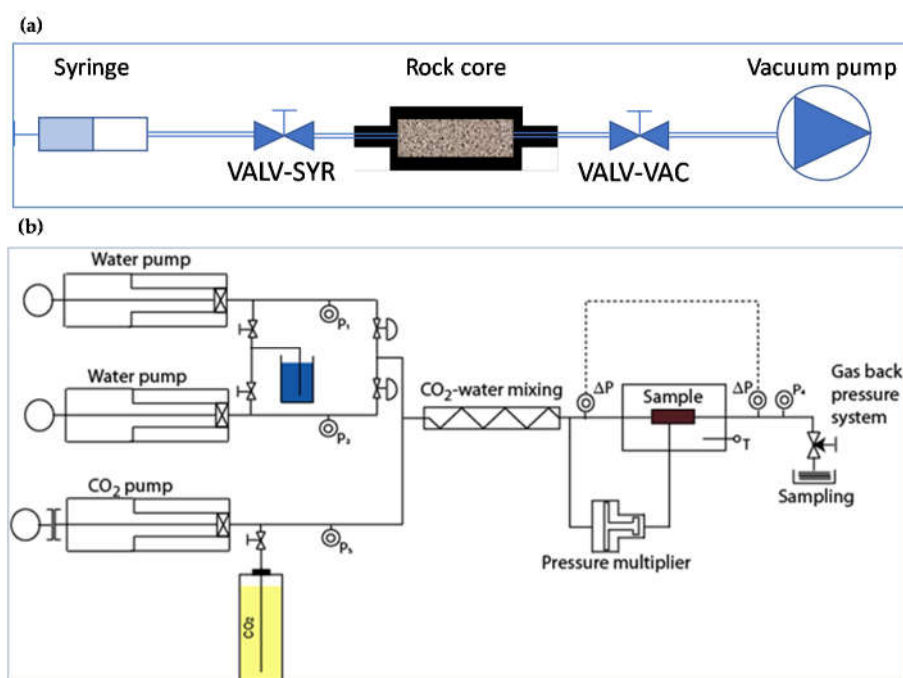 (a)
Syringe
Rock core
Vacuum pump
VALV-SYR
VALV-VAC
(b)
Water pump
P₁
Water pump
P₂
CO₂-water mixing
ΔP
Sample
ΔP
P₄
Gas back
pressure
system
T
Sampling
CO₂ pump
P₅
Pressure multiplier
CO₂